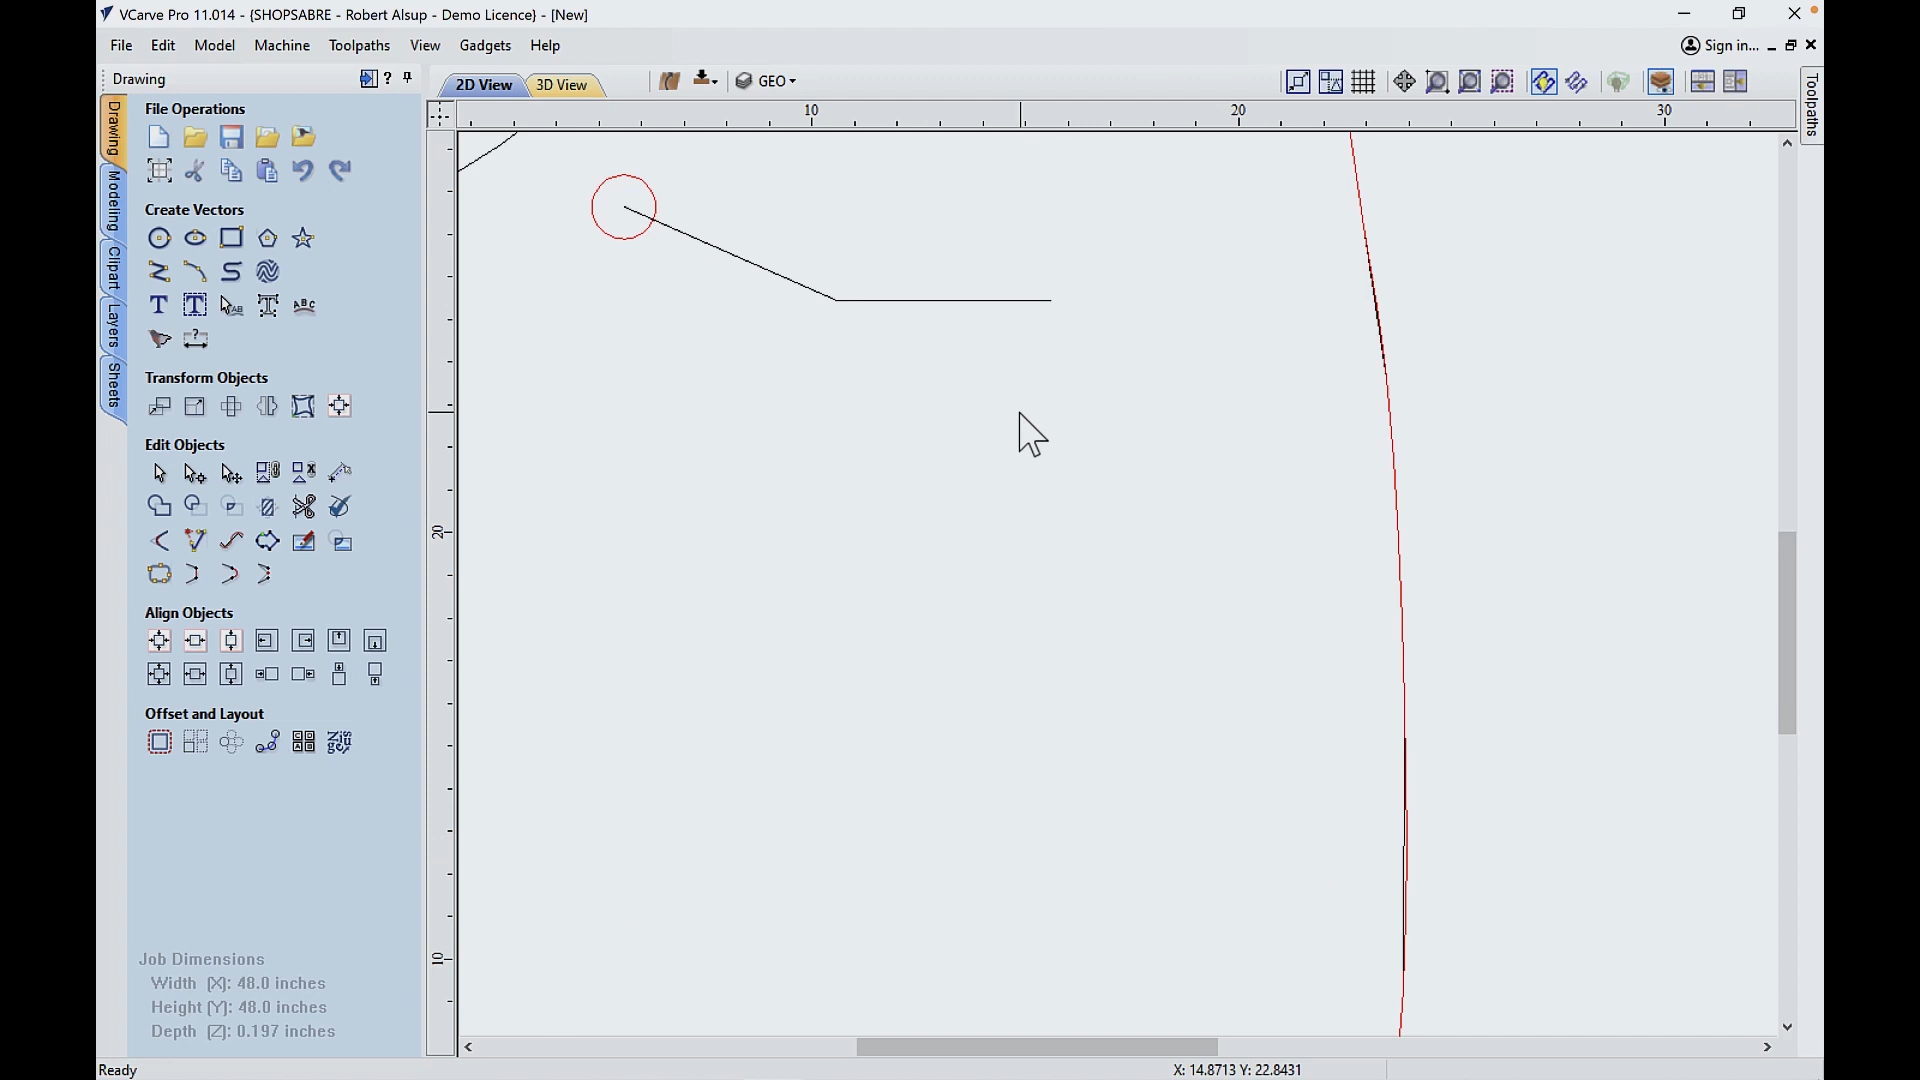 VCarve Pro 11.014 - {SHOPSABRE - Robert Alsup - Demo Licence} - [New]
File Edit Model Machine Toolpaths View Gadgets Help
Sign in...
Drawing
2D View 3D View
GEO
Toolpaths
10 20 30
20
10
Drawing
Modeling
Clipart
Layers
Sheets
File Operations
Create Vectors
Transform Objects
Edit Objects
Align Objects
Offset and Layout
Job Dimensions
Width (X): 48.0 inches
Height (Y): 48.0 inches
Depth (Z): 0.197 inches
Ready
X: 14.8713 Y: 22.8431